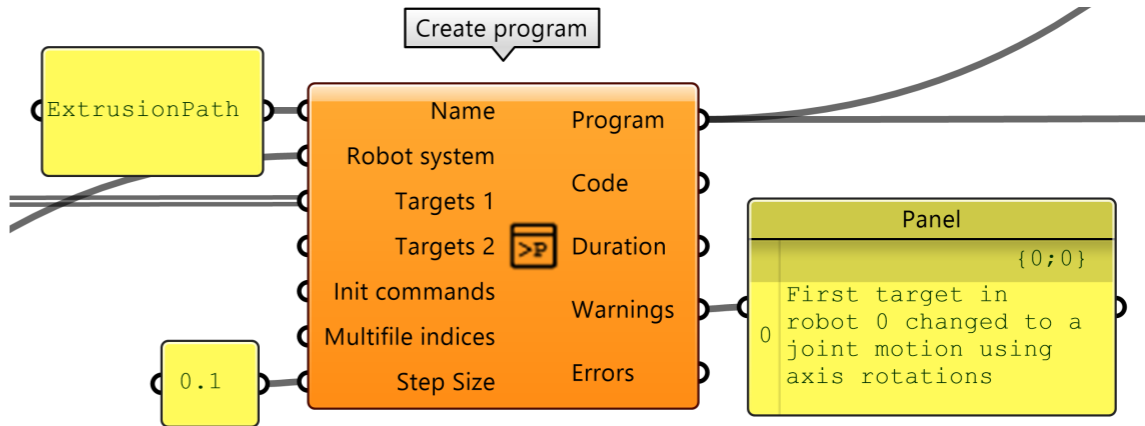 Create program
ExtrusionPath
Name
Robot system
Targets 1
Targets 2
Init commands
Multifile indices
Step Size
>P
Program
Code
Duration
Warnings
Errors
0.1
Panel
{0;0}
0
First target in
robot 0 changed to a
joint motion using
axis rotations